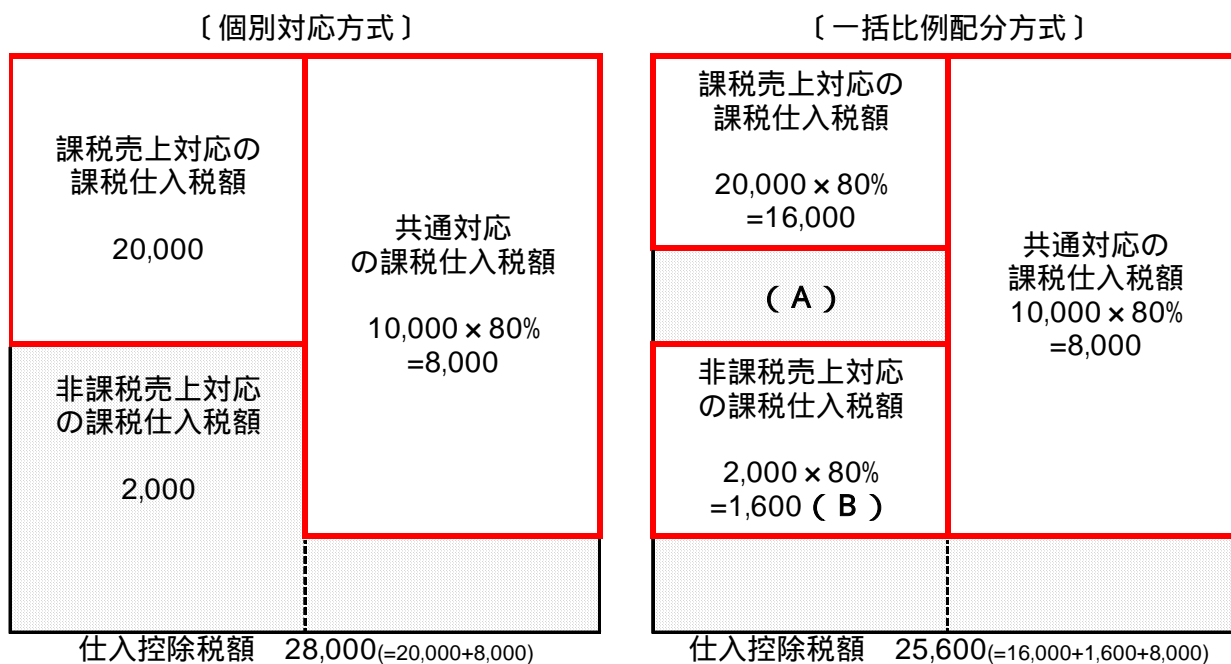 〔個別対応方式〕
課税売上対応の
課税仕入税額
20,000
共通対応
の課税仕入税額
10,000×80%
=8,000
非課税売上対応
の課税仕入税額
2,000
仕入控除税額 28,000(=20,000+8,000)
〔一括比例配分方式〕
課税売上対応の
課税仕入税額
20,000×80%
=16,000
(A)
非課税売上対応
の課税仕入税額
2,000×80%
=1,600(B)
共通対応の
課税仕入税額
10,000×80%
=8,000
仕入控除税額 25,600(=16,000+1,600+8,000)